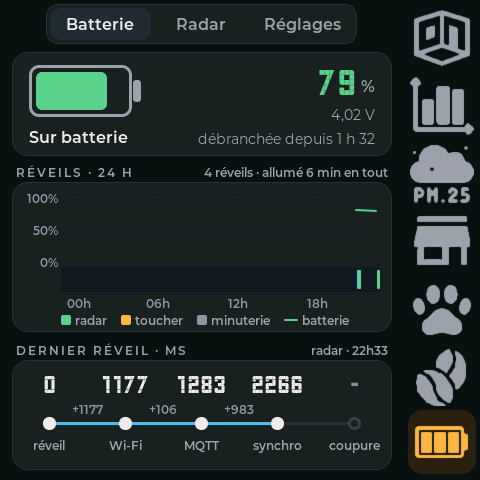 Batterie Radar Réglages
79 %
4,02 V
Sur batterie débranchée depuis 1 h 32
RÉVEILS · 24 H 4 réveils · allumé 6 min en tout
100%
50%
0%
00h 06h 12h 18h
radar toucher minuterie batterie
DERNIER RÉVEIL · MS radar · 22h33
0 1177 1283 2266 -
+1177 +106 +983
réveil Wi-Fi MQTT synchro coupure
PM.25